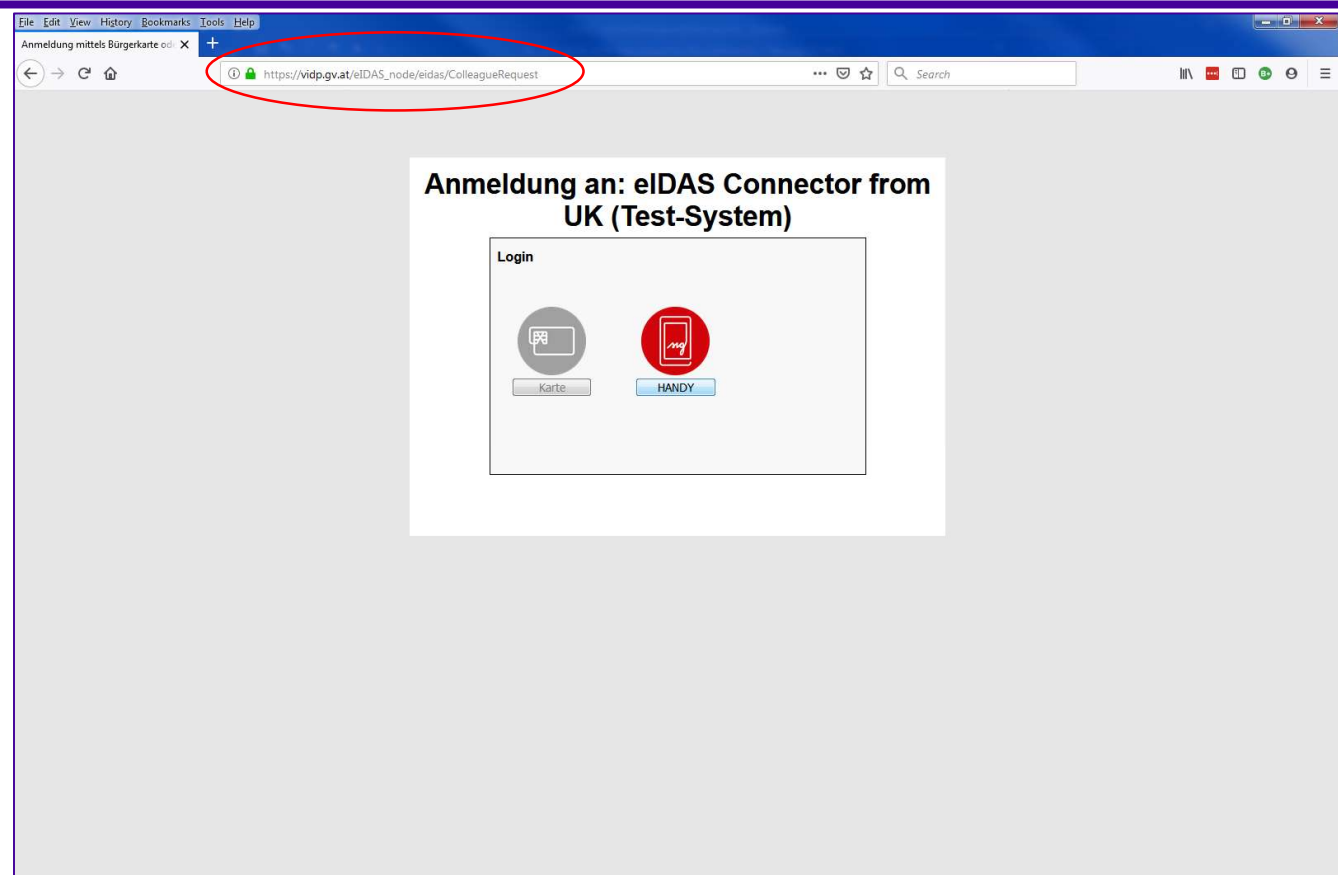 File Edit View History Bookmarks Tools Help
Anmeldung mittels Bürgerkarte od
https://vidp.gv.at/eIDAS_node/eidas/ColleagueRequest
Search
Anmeldung an: eIDAS Connector from
UK (Test-System)
Login
Karte
HANDY